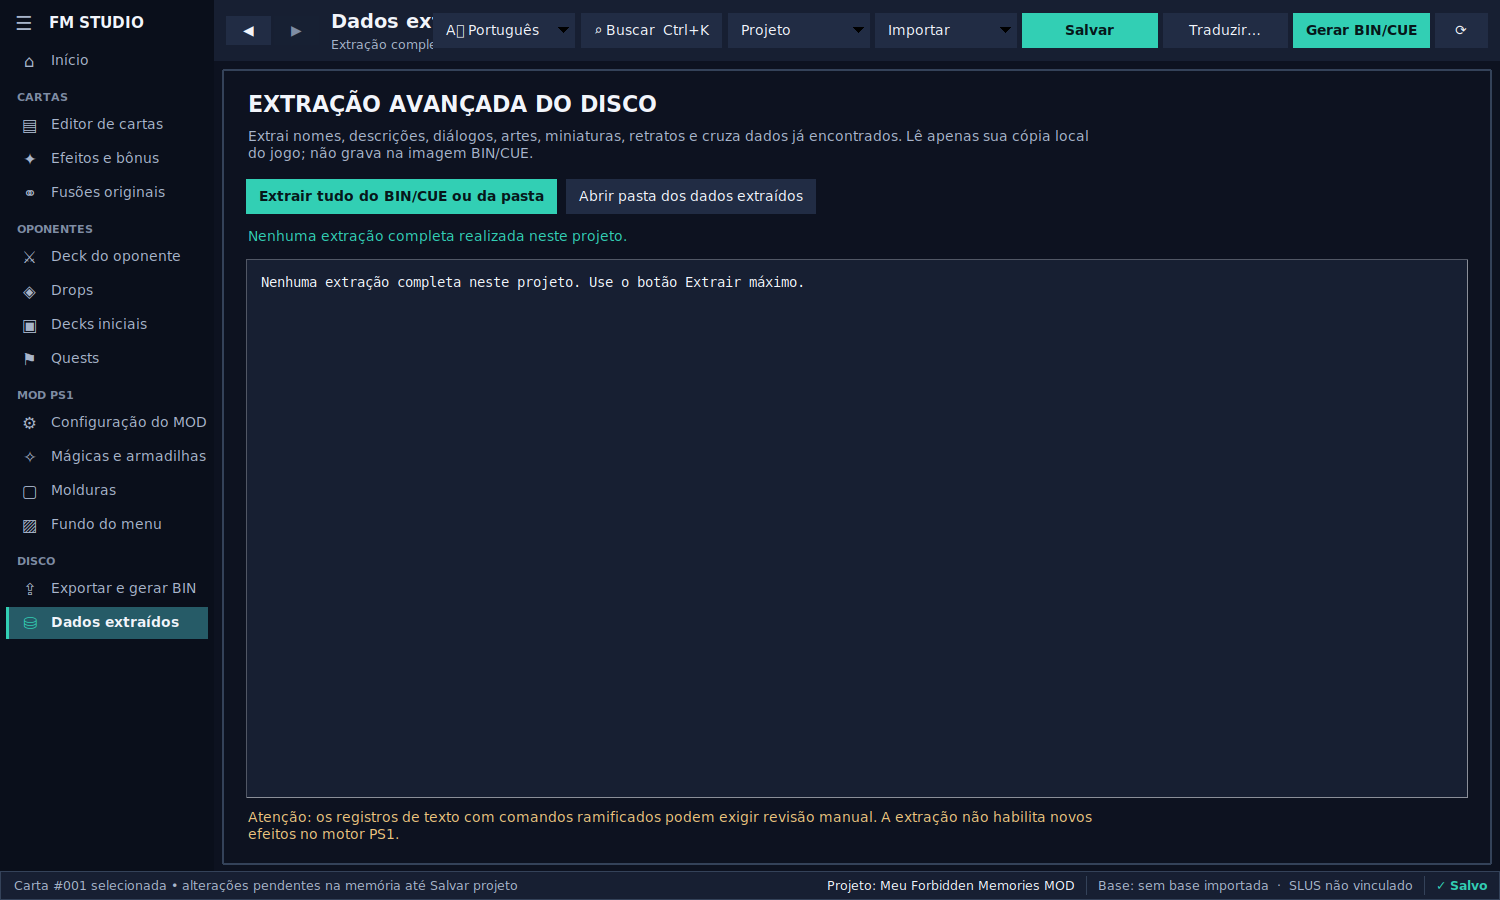 FM STUDIO
Início
CARTAS
Editor de cartas
Efeitos e bônus
Fusões originais
OPONENTES
Deck do oponente
Drops
Decks iniciais
Quests
MOD PS1
Configuração do MOD
Mágicas e armadilhas
Molduras
Fundo do menu
DISCO
Exportar e gerar BIN
Dados extraídos
Dados ex
Extração comple
A Português
Buscar Ctrl+K
Projeto
Importar
Salvar
Traduzir...
Gerar BIN/CUE
EXTRAÇÃO AVANÇADA DO DISCO
Extrai nomes, descrições, diálogos, artes, miniaturas, retratos e cruza dados já encontrados. Lê apenas sua cópia local
do jogo; não grava na imagem BIN/CUE.
Extrair tudo do BIN/CUE ou da pasta
Abrir pasta dos dados extraídos
Nenhuma extração completa realizada neste projeto.
Nenhuma extração completa neste projeto. Use o botão Extrair máximo.
Atenção: os registros de texto com comandos ramificados podem exigir revisão manual. A extração não habilita novos
efeitos no motor PS1.
Carta #001 selecionada • alterações pendentes na memória até Salvar projeto
Projeto: Meu Forbidden Memories MOD
Base: sem base importada · SLUS não vinculado
✓ Salvo